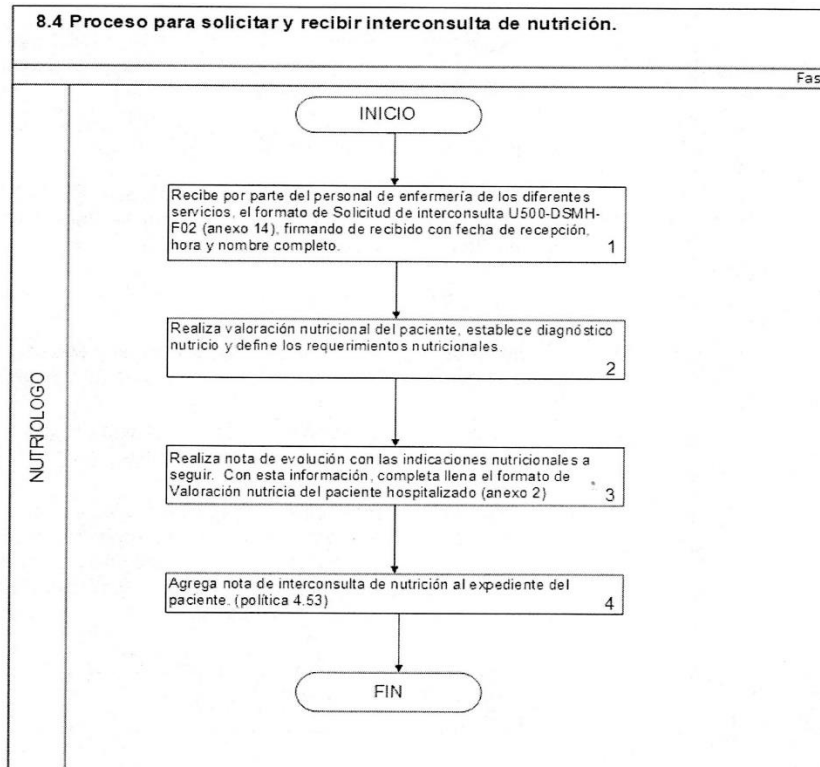 8.4 Proceso para solicitar y recibir interconsulta de nutrición.
Fas
INICIO
Recibe por parte del personal de enfermería de los diferentes
servicios, el formato de Solicitud de interconsulta U500-DSMH-
F02 (anexo 14), firmando de recibido con fecha de recepción,
hora y nombre completo.
1
Realiza valoración nutricional del paciente, establece diagnóstico
nutricio y define los requerimientos nutricionales.
2
NUTRIOLOGO
Realiza nota de evolución con las indicaciones nutricionales a
seguir. Con esta información, completa llena el formato de
Valoración nutricia del paciente hospitalizado (anexo 2)
3
Agrega nota de interconsulta de nutrición al expediente del
paciente. (política 4.53)
4
FIN